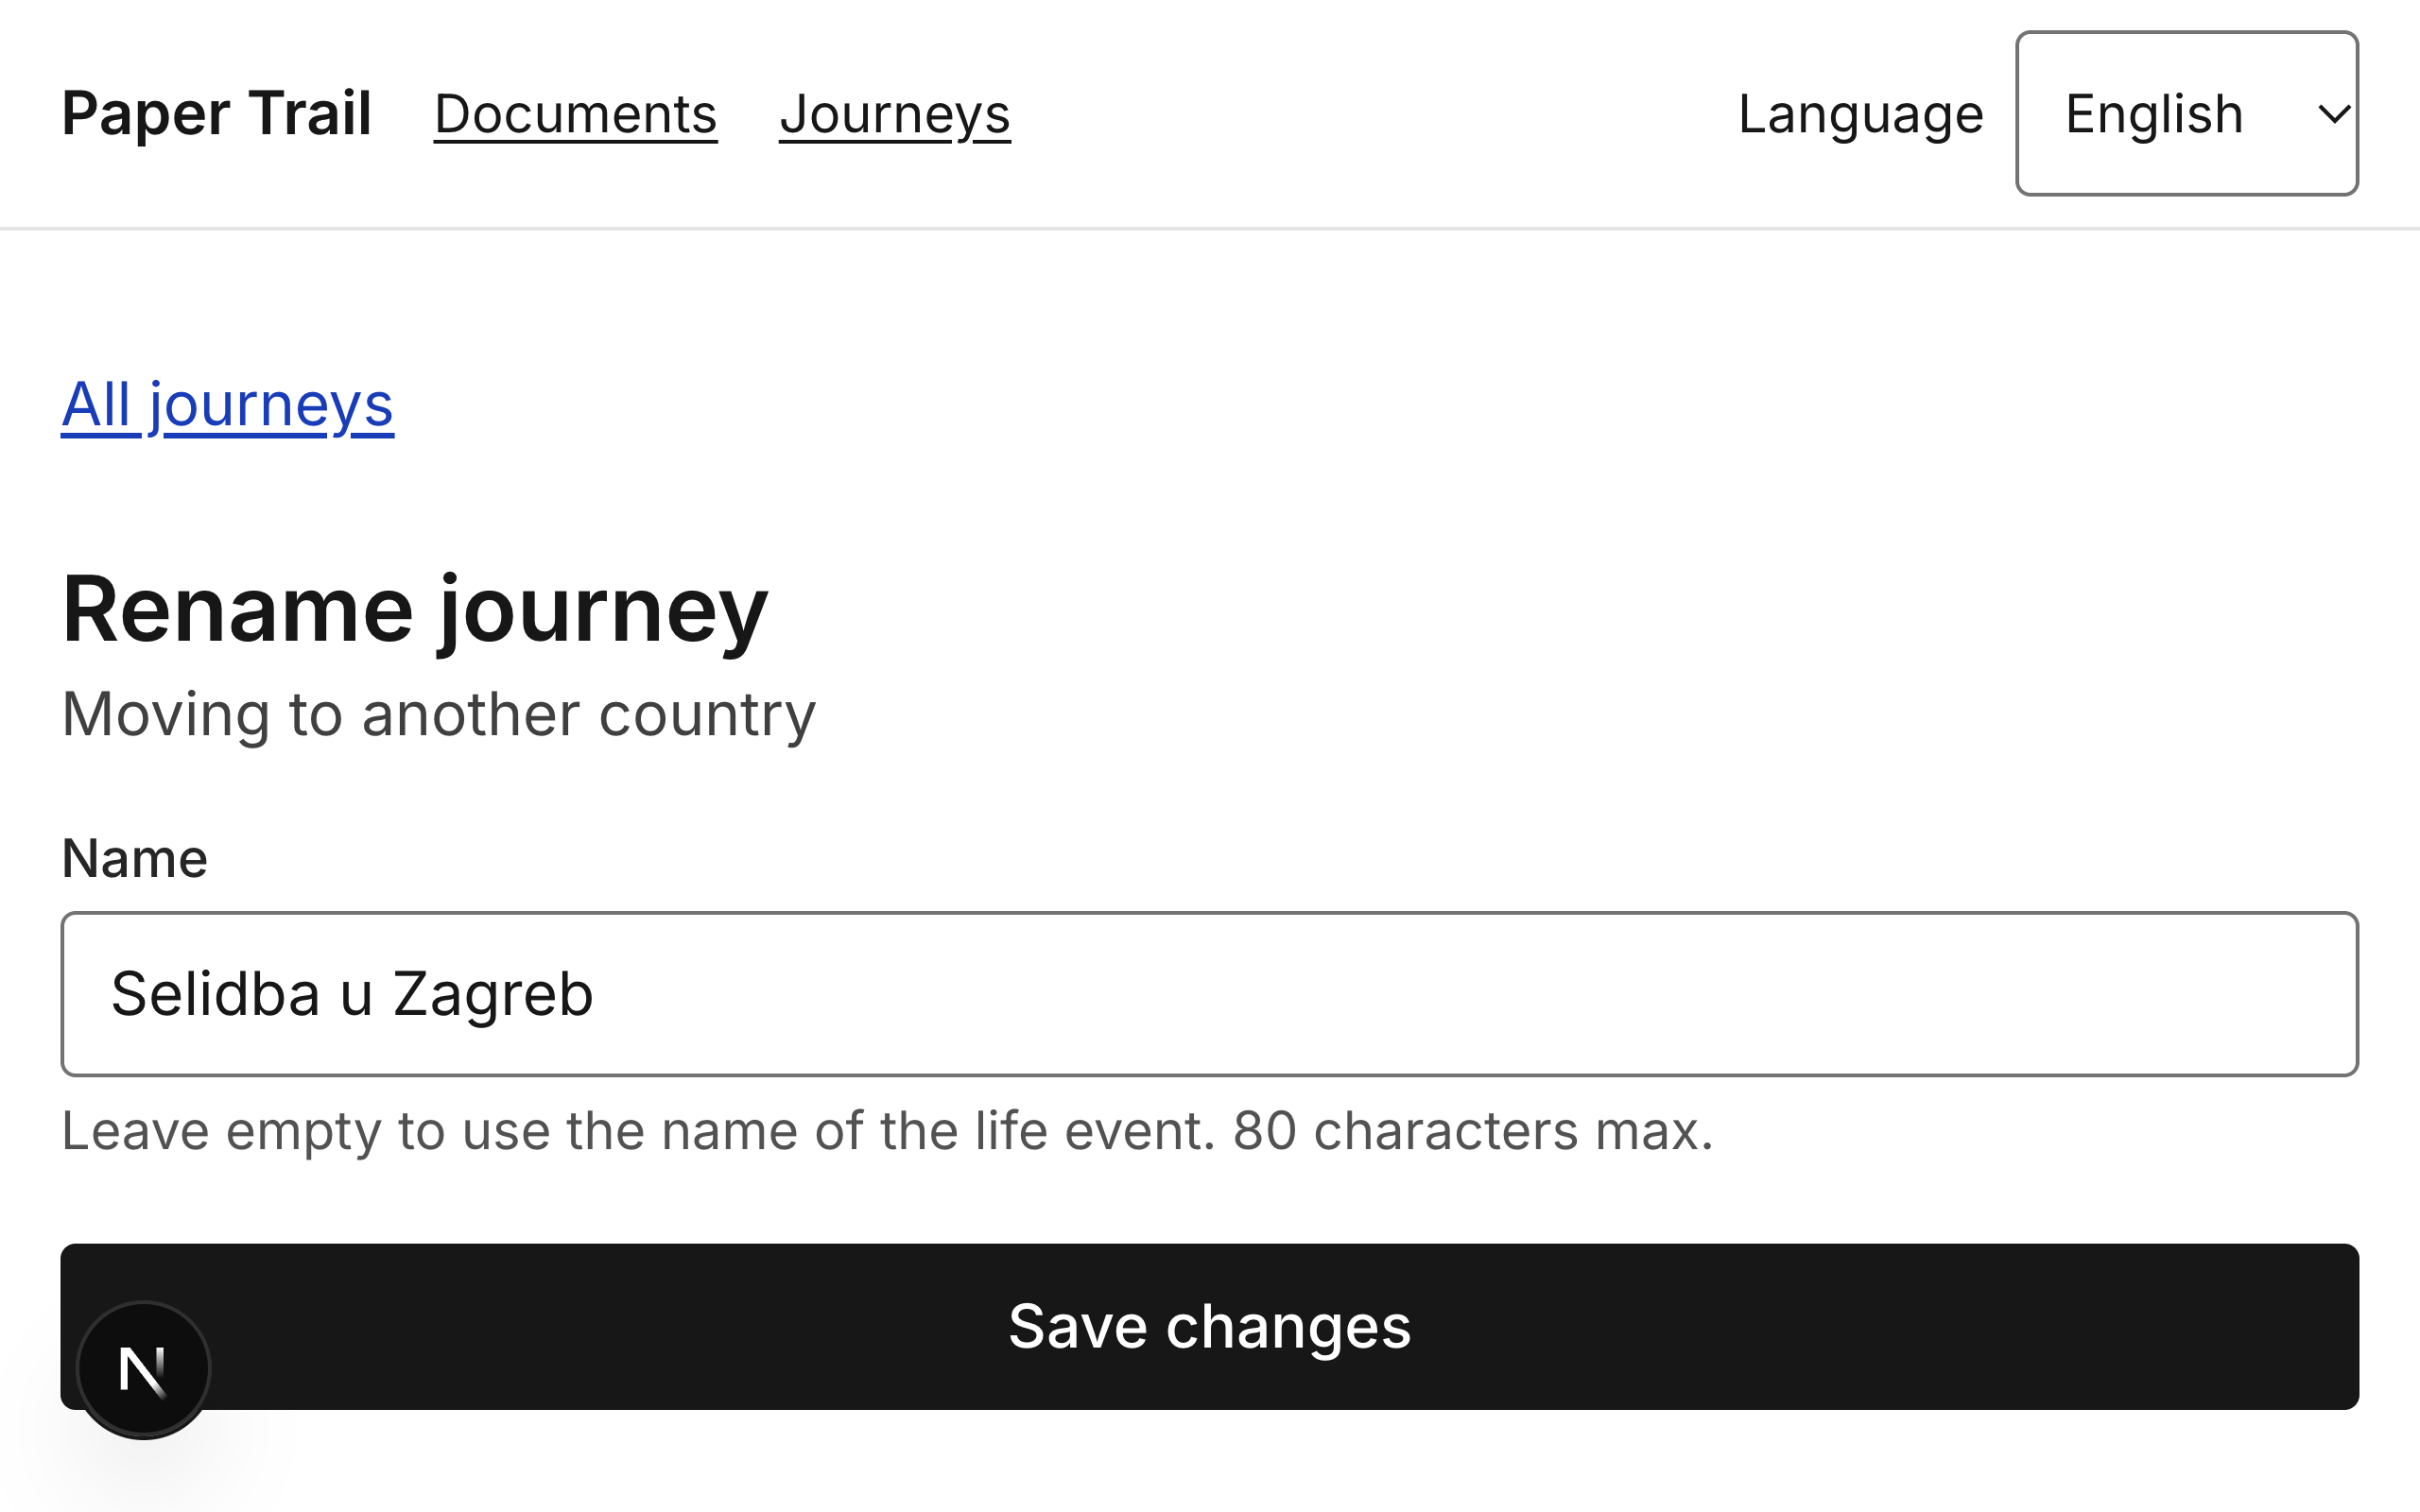 Paper Trail Documents Journeys Language English
All journeys
Rename journey
Moving to another country
Name
Selidba u Zagreb
Leave empty to use the name of the life event. 80 characters max.
Save changes
N